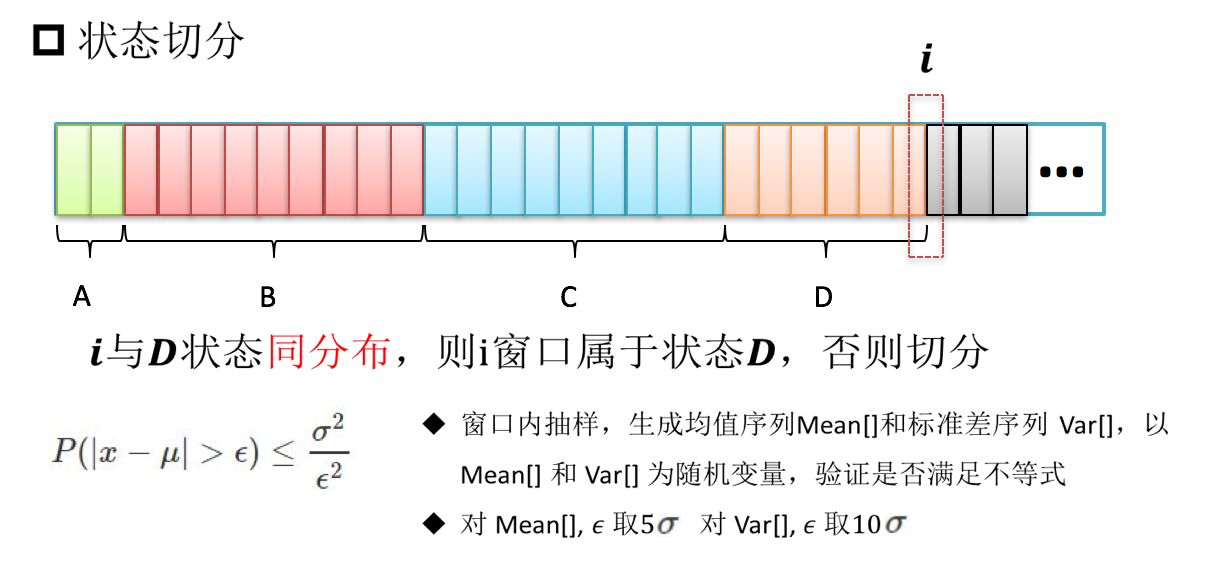 状态切分
i
...
A B C D
i与D状态同分布，则i窗口属于状态D，否则切分
P(|x − μ| > ϵ) ≤ σ²/ϵ²
◆ 窗口内抽样，生成均值序列Mean[]和标准差序列 Var[]，以
Mean[] 和 Var[] 为随机变量，验证是否满足不等式
◆ 对 Mean[], ϵ 取5σ 对 Var[], ϵ 取10σ